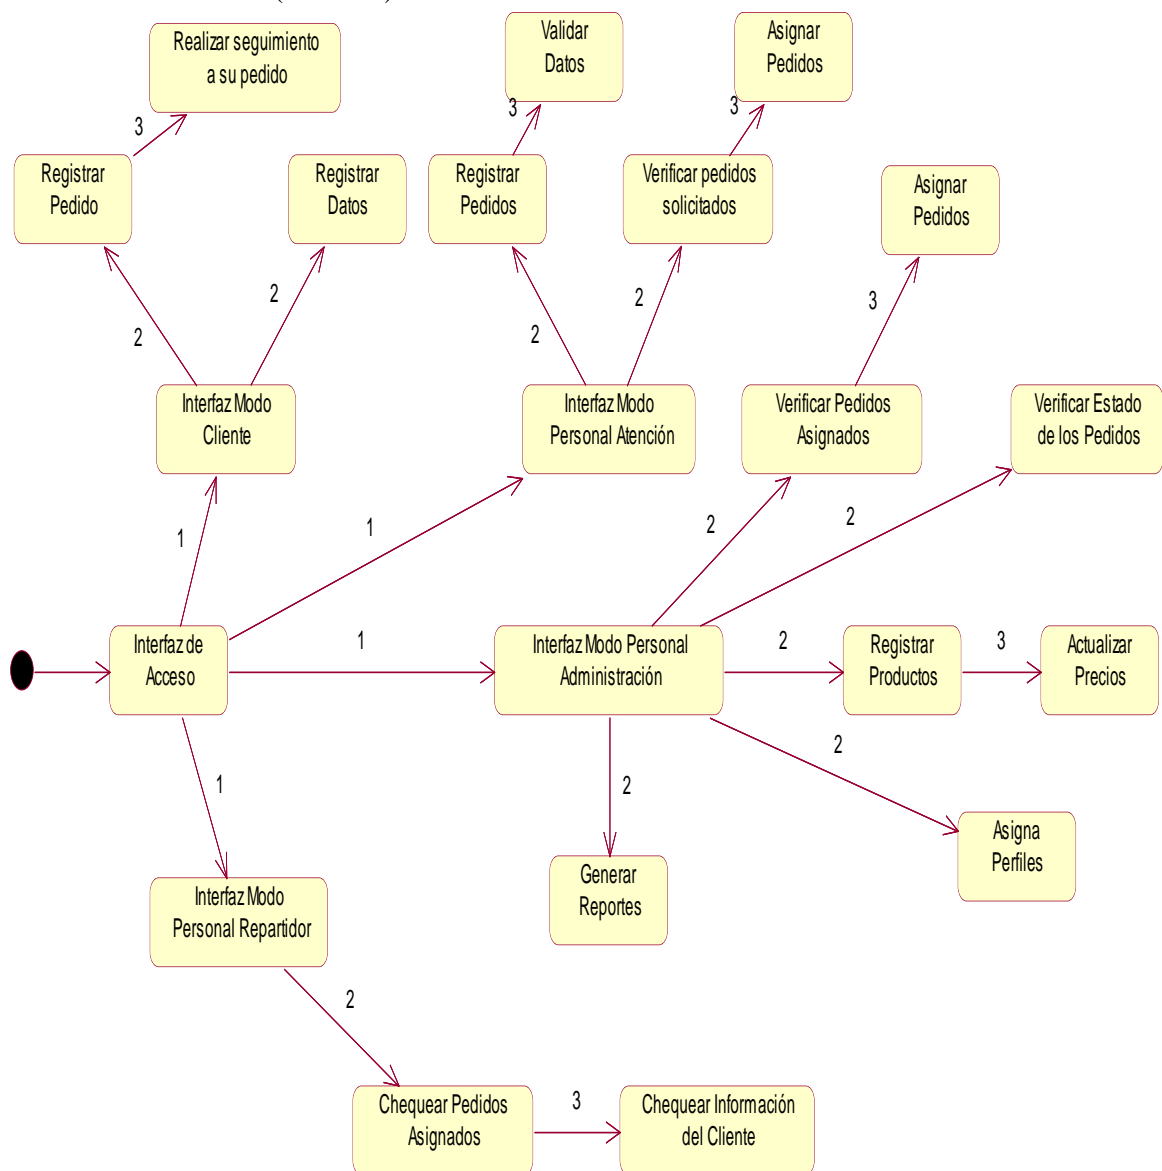 Realizar seguimiento
a su pedido
Validar
Datos
Asignar
Pedidos
3
3
3
Registrar
Pedido
Registrar
Datos
Registrar
Pedidos
Verificar pedidos
solicitados
Asignar
Pedidos
2
2
2
2
3
Interfaz Modo
Cliente
Interfaz Modo
Personal Atención
Verificar Pedidos
Asignados
Verificar Estado
de los Pedidos
1
1
2
2
Interfaz de
Acceso
1
Interfaz Modo Personal
Administración
2
Registrar
Productos
3
Actualizar
Precios
1
2
2
Interfaz Modo
Personal Repartidor
Generar
Reportes
Asigna
Perfiles
2
Chequear Pedidos
Asignados
3
Chequear Información
del Cliente